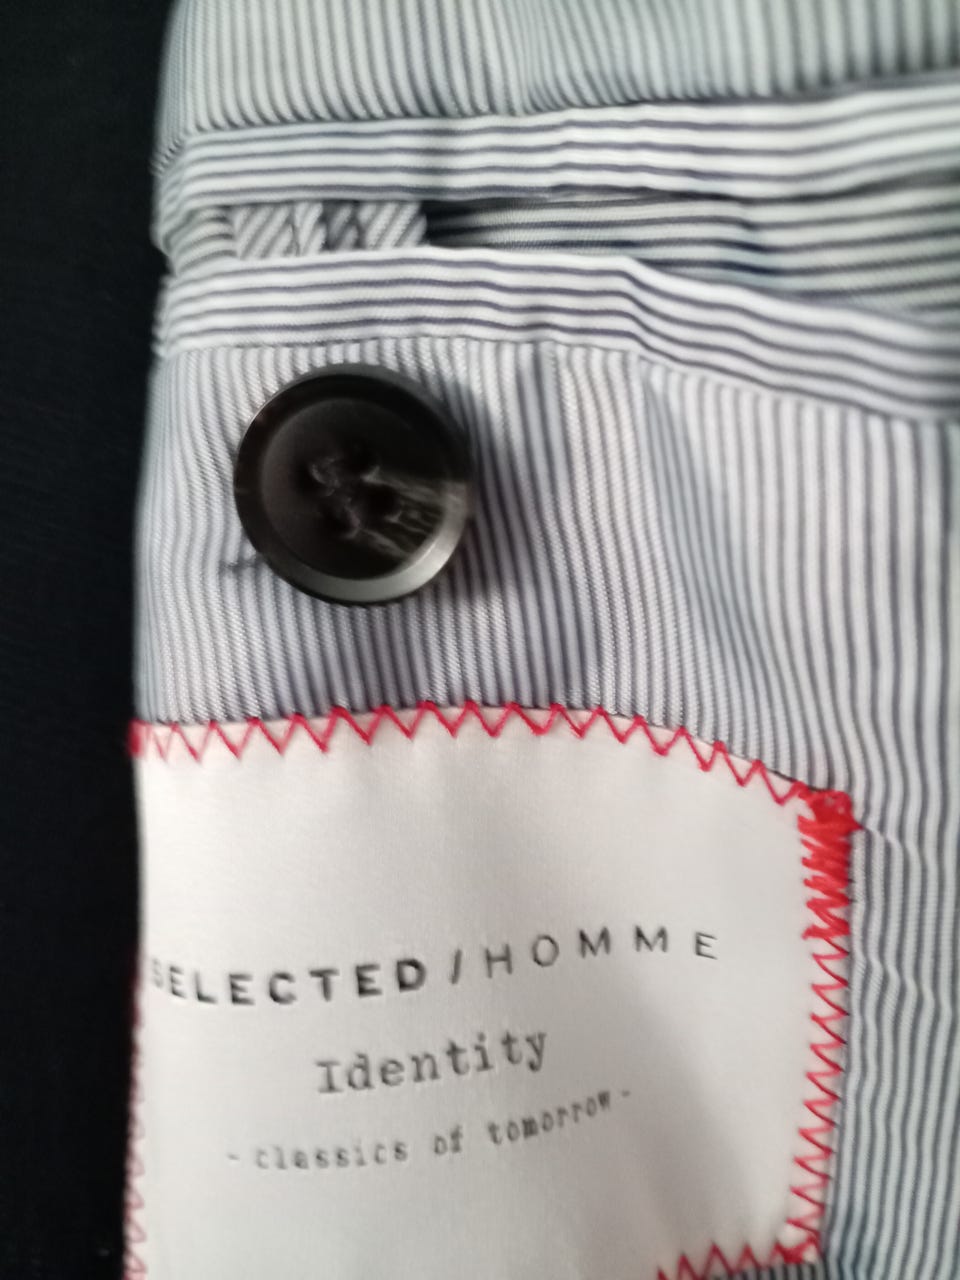 SELECTED / HOMME
Identity
- classics of tomorrow -